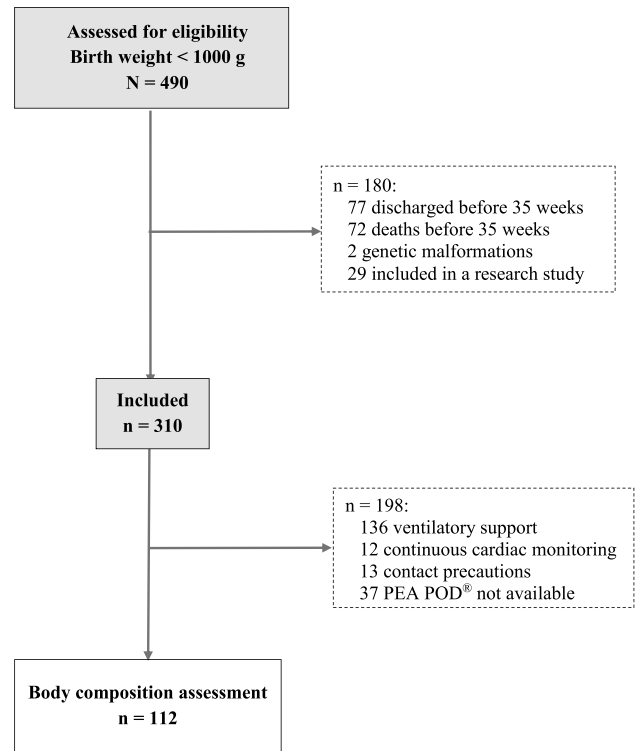 Assessed for eligibility
Birth weight < 1000 g
N = 490
n = 180:
77 discharged before 35 weeks
72 deaths before 35 weeks
2 genetic malformations
29 included in a research study
Included
n = 310
n = 198:
136 ventilatory support
12 continuous cardiac monitoring
13 contact precautions
37 PEA POD® not available
Body composition assessment
n = 112